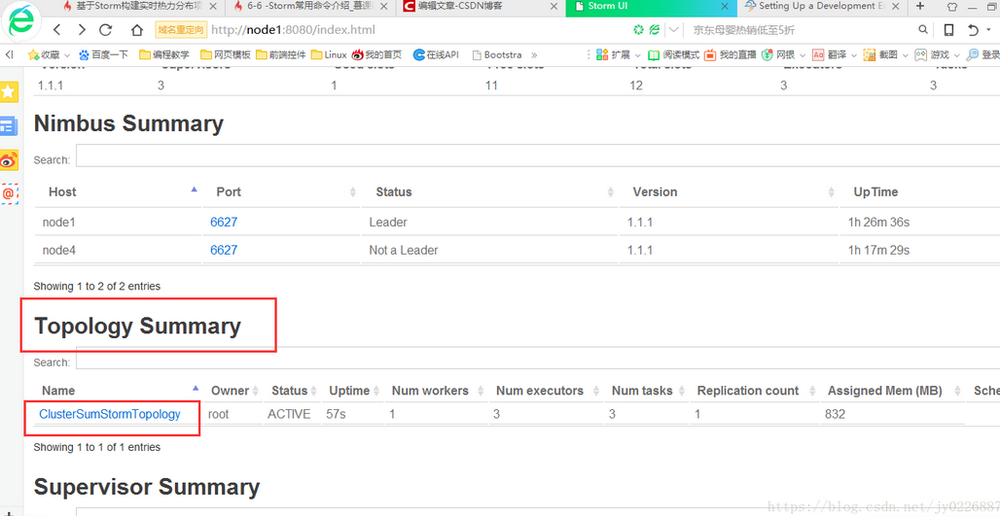 基于Storm构建实时热力分布项
6-6 -Storm常用命令介绍_慕课
编辑文章-CSDN博客
Storm UI
Setting Up a Development E
域名重定向 http://node1:8080/index.html 京东母婴热销低至5折
收藏 百度一下 编程教学 网页模板 前端控件 Linux 我的首页 在线API Bootstra » 扩展 阅读模式 我的直播 网银 翻译 截图 游戏 登录
1.1.1 3 1 11 12 3 3
Nimbus Summary
Search:
Host Port Status Version UpTime
node1 6627 Leader 1.1.1 1h 26m 36s
node4 6627 Not a Leader 1.1.1 1h 17m 29s
Showing 1 to 2 of 2 entries
Topology Summary
Search:
Name Owner Status Uptime Num workers Num executors Num tasks Replication count Assigned Mem (MB) Sche
ClusterSumStormTopology root ACTIVE 57s 1 3 3 1 832
Showing 1 to 1 of 1 entries
Supervisor Summary
https://blog.csdn.net/jy02268879